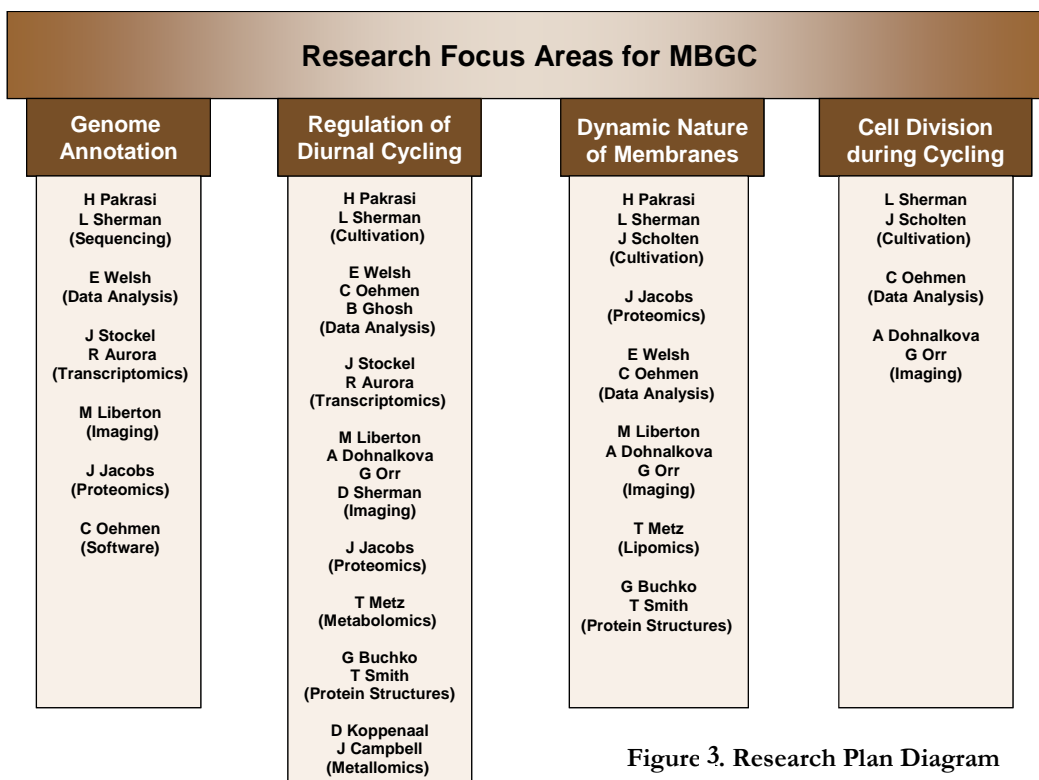 Research Focus Areas for MBGC
Genome
Annotation
H Pakrasi
L Sherman
(Sequencing)
E Welsh
(Data Analysis)
J Stockel
R Aurora
(Transcriptomics)
M Liberton
(Imaging)
J Jacobs
(Proteomics)
C Oehmen
(Software)
Regulation of
Diurnal Cycling
H Pakrasi
L Sherman
(Cultivation)
E Welsh
C Oehmen
B Ghosh
(Data Analysis)
J Stockel
R Aurora
(Transcriptomics)
M Liberton
A Dohnalkova
G Orr
D Sherman
(Imaging)
J Jacobs
(Proteomics)
T Metz
(Metabolomics)
G Buchko
T Smith
(Protein Structures)
D Koppenaal
J Campbell
(Metallomics)
Dynamic Nature
of Membranes
H Pakrasi
L Sherman
J Scholten
(Cultivation)
J Jacobs
(Proteomics)
E Welsh
C Oehmen
(Data Analysis)
M Liberton
A Dohnalkova
G Orr
(Imaging)
T Metz
(Lipomics)
G Buchko
T Smith
(Protein Structures)
Cell Division
during Cycling
L Sherman
J Scholten
(Cultivation)
C Oehmen
(Data Analysis)
A Dohnalkova
G Orr
(Imaging)
Figure 3. Research Plan Diagram